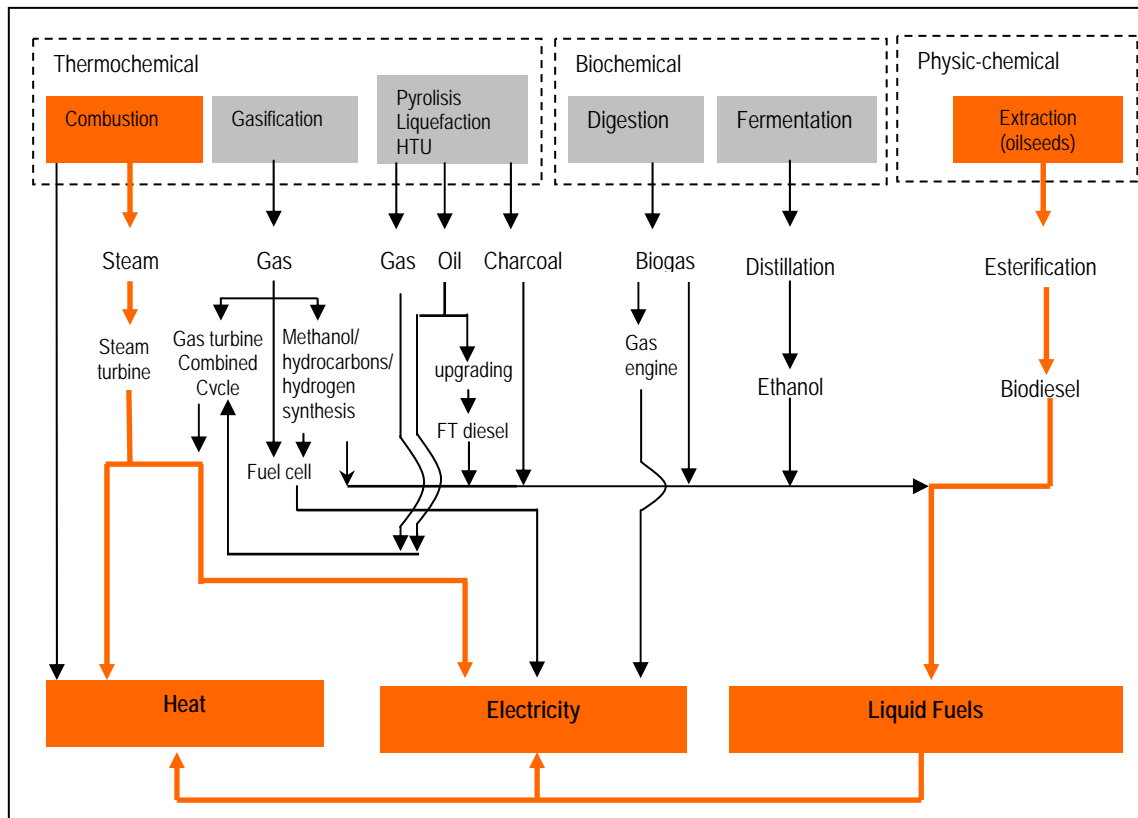 Thermochemical
Biochemical
Physic-chemical
Combustion
Gasification
Pyrolisis
Liquefaction
HTU
Digestion
Fermentation
Extraction
(oilseeds)
Steam
Gas
Gas
Oil
Charcoal
Biogas
Distillation
Esterification
Steam
turbine
Gas turbine
Combined
Cycle
Methanol/
hydrocarbons/
hydrogen
synthesis
upgrading
FT diesel
Gas
engine
Ethanol
Biodiesel
Fuel cell
Heat
Electricity
Liquid Fuels